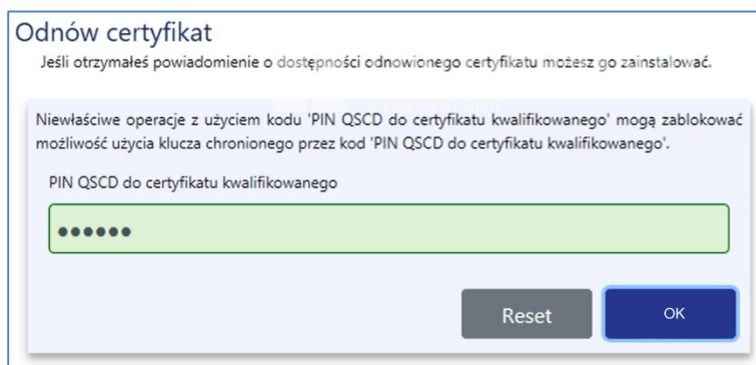 Odnów certyfikat
Jeśli otrzymałeś powiadomienie o dostępności odnowionego certyfikatu możesz go zainstalować.
Niewłaściwe operacje z użyciem kodu 'PIN QSCD do certyfikatu kwalifikowanego' mogą zablokować
możliwość użycia klucza chronionego przez kod 'PIN QSCD do certyfikatu kwalifikowanego'.
PIN QSCD do certyfikatu kwalifikowanego
••••••
Reset OK